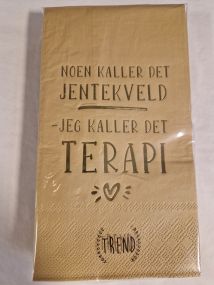 NOEN KALLER DET
JENTEKVELD
-JEG KALLER DET
TERAPI
TREND